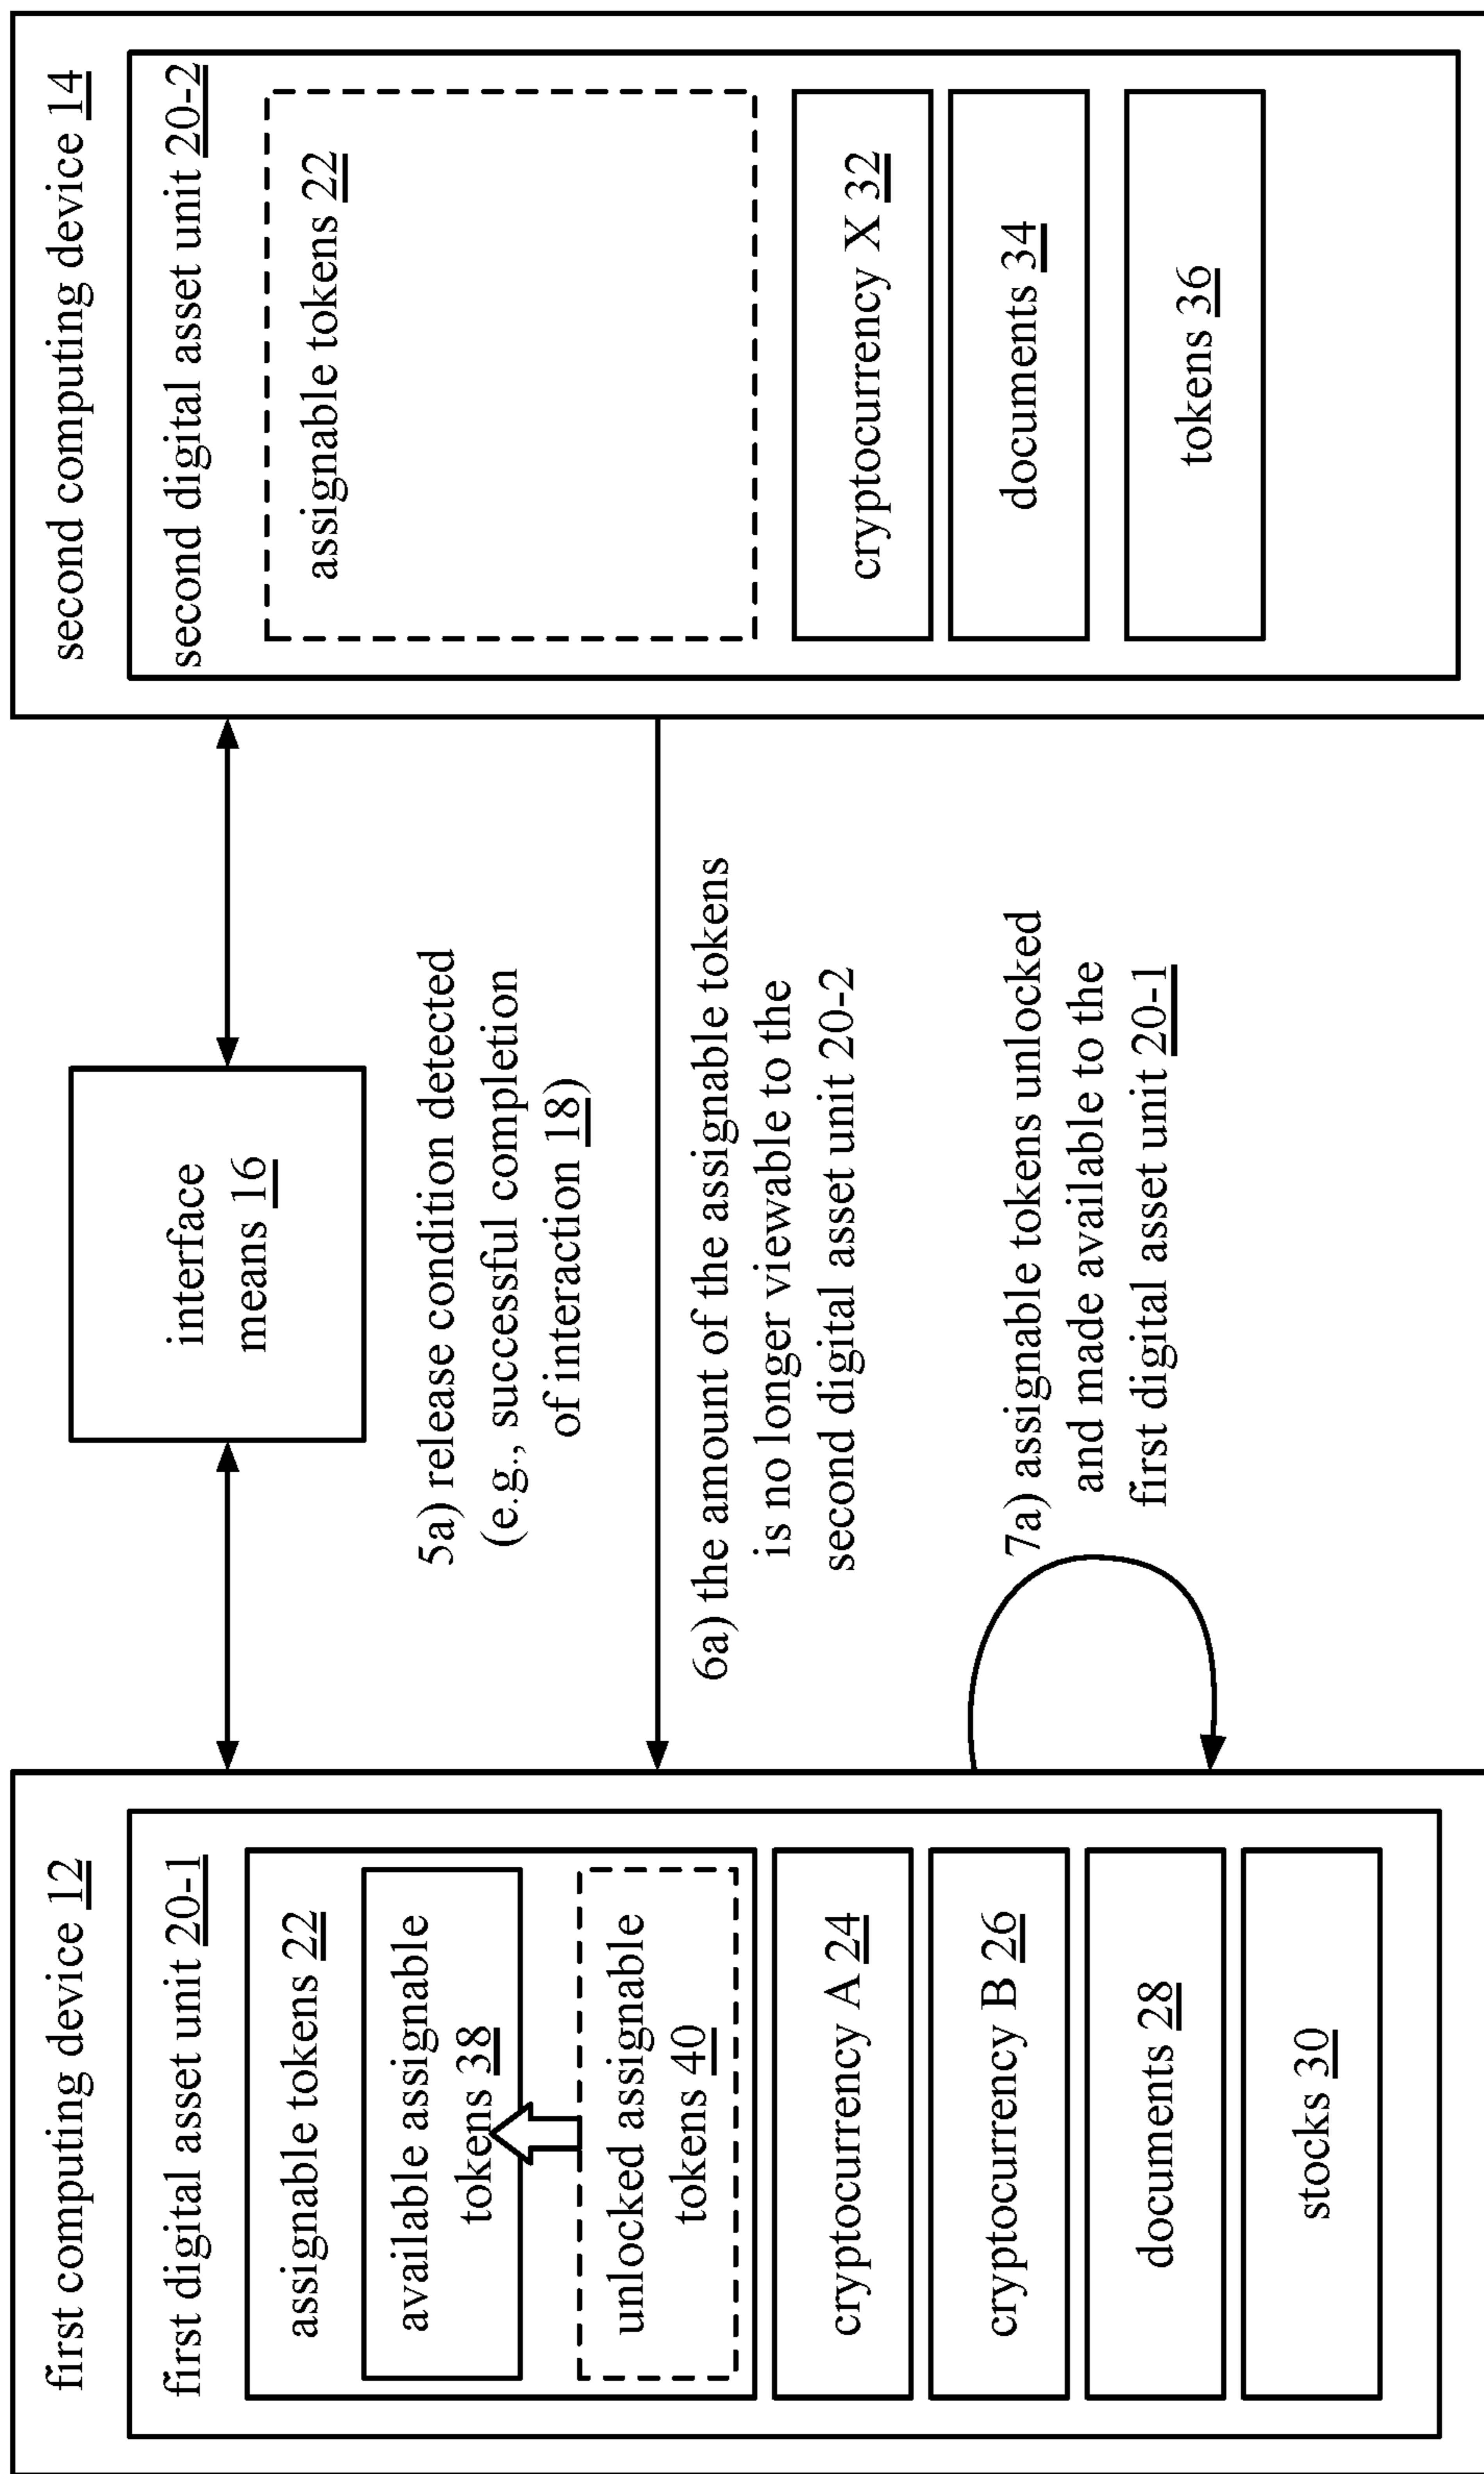 first computing device 12
first digital asset unit 20-1
assignable tokens 22
available assignable
tokens 38
unlocked assignable
tokens 40
cryptocurrency A 24
cryptocurrency B 26
documents 28
stocks 30
interface
means 16
5a) release condition detected
(e.g., successful completion
of interaction 18)
6a) the amount of the assignable tokens
is no longer viewable to the
second digital asset unit 20-2
7a) assignable tokens unlocked
and made available to the
first digital asset unit 20-1
second computing device 14
second digital asset unit 20-2
assignable tokens 22
cryptocurrency X 32
documents 34
tokens 36